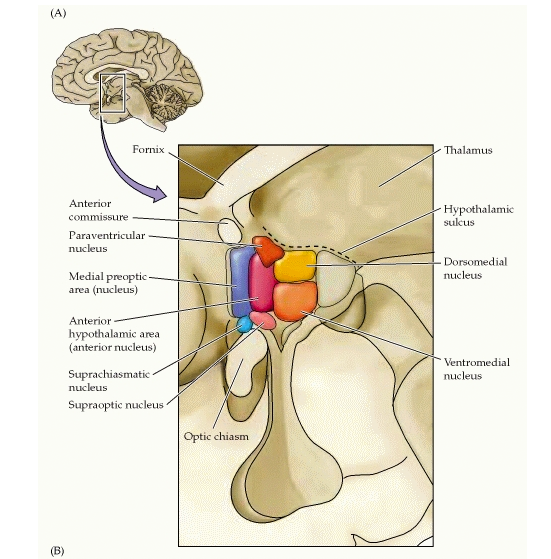 (A)
Fornix
Thalamus
Anterior
commissure
Hypothalamic
sulcus
Paraventricular
nucleus
Dorsomedial
nucleus
Medial preoptic
area (nucleus)
Anterior
hypothalamic area
(anterior nucleus)
Ventromedial
nucleus
Suprachiasmatic
nucleus
Supraoptic nucleus
Optic chiasm
(B)